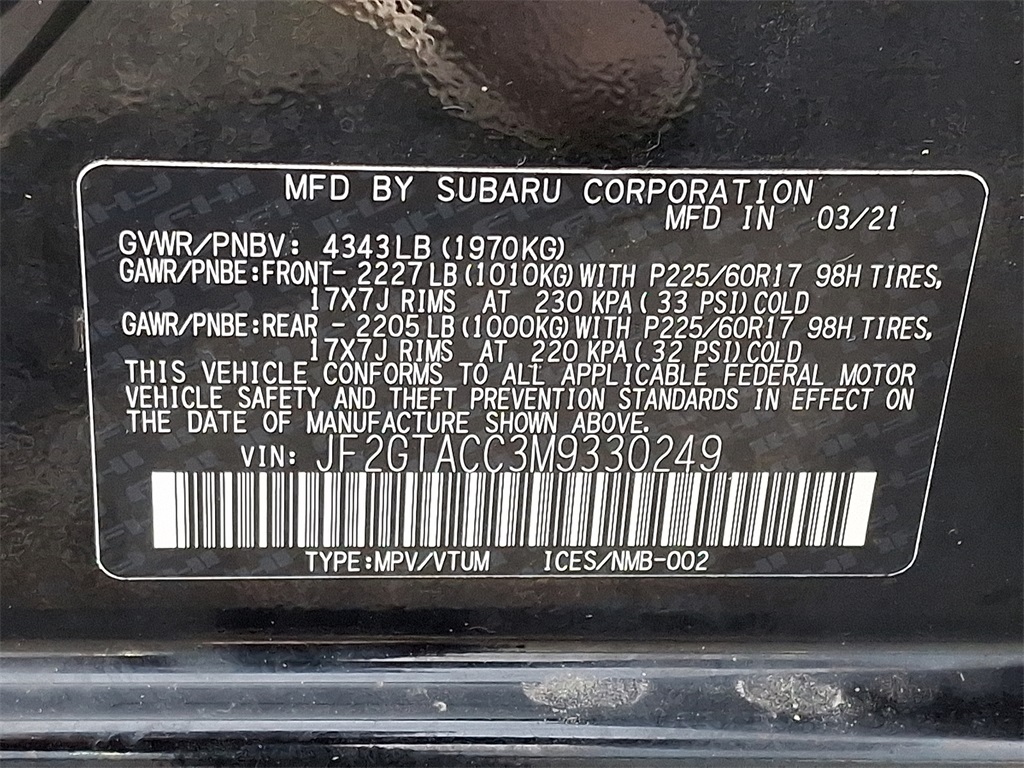 MFD BY SUBARU CORPORATION
MFD IN 03/21
GVWR/PNBV: 4343LB (1970KG)
GAWR/PNBE:FRONT- 2227LB (1010KG) WITH P225/60R17 98H TIRES,
17X7J RIMS AT 230 KPA ( 33 PSI) COLD
GAWR/PNBE:REAR - 2205LB (1000KG) WITH P225/60R17 98H TIRES,
17X7J RIMS AT 220 KPA ( 32 PSI) COLD
THIS VEHICLE CONFORMS TO ALL APPLICABLE FEDERAL MOTOR
VEHICLE SAFETY AND THEFT PREVENTION STANDARDS IN EFFECT ON
THE DATE OF MANUFACTURE SHOWN ABOVE.
VIN: JF2GTACC3M9330249
TYPE:MPV/VTUM ICES/NMB-002